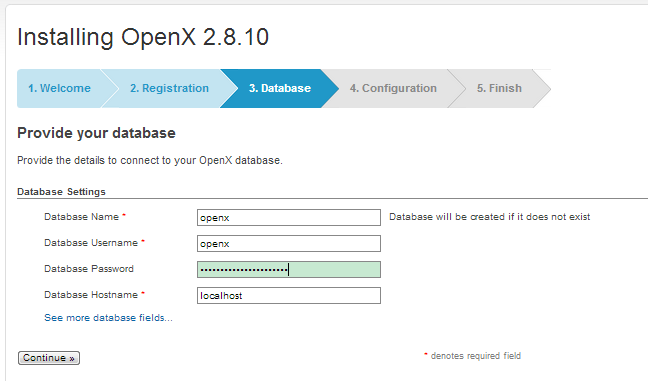 Installing OpenX 2.8.10
1. Welcome 2. Registration 3. Database 4. Configuration 5. Finish
Provide your database
Provide the details to connect to your OpenX database.
Database Settings
Database Name * openx Database will be created if it does not exist
Database Username * openx
Database Password ••••••••••••••••••••••
Database Hostname * localhost
See more database fields...
Continue » * denotes required field